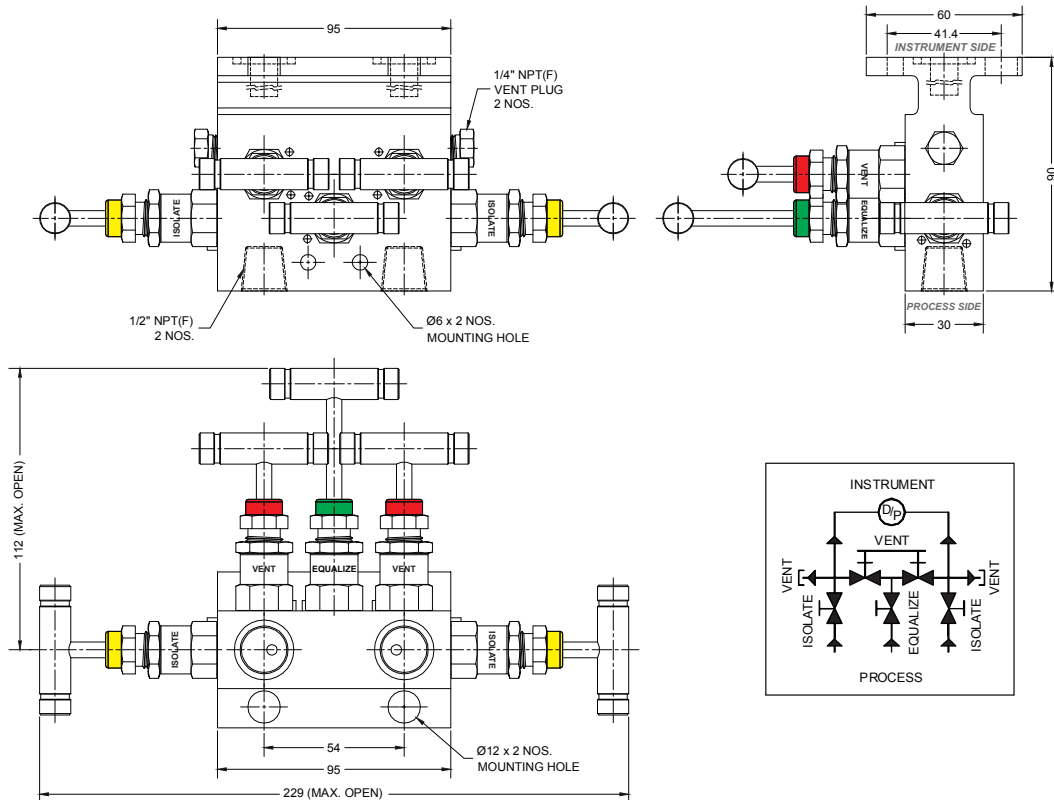 95
1/4" NPT(F)
VENT PLUG
2 NOS.
ISOLATE
ISOLATE
1/2" NPT(F)
2 NOS.
Ø6 x 2 NOS.
MOUNTING HOLE
60
41.4
INSTRUMENT SIDE
VENT
EQUALIZE
90
PROCESS SIDE
30
112 (MAX. OPEN)
VENT
EQUALIZE
VENT
ISOLATE
ISOLATE
54
95
229 (MAX. OPEN)
Ø12 x 2 NOS.
MOUNTING HOLE
INSTRUMENT
D/P
VENT
VENT
VENT
ISOLATE
EQUALIZE
ISOLATE
PROCESS